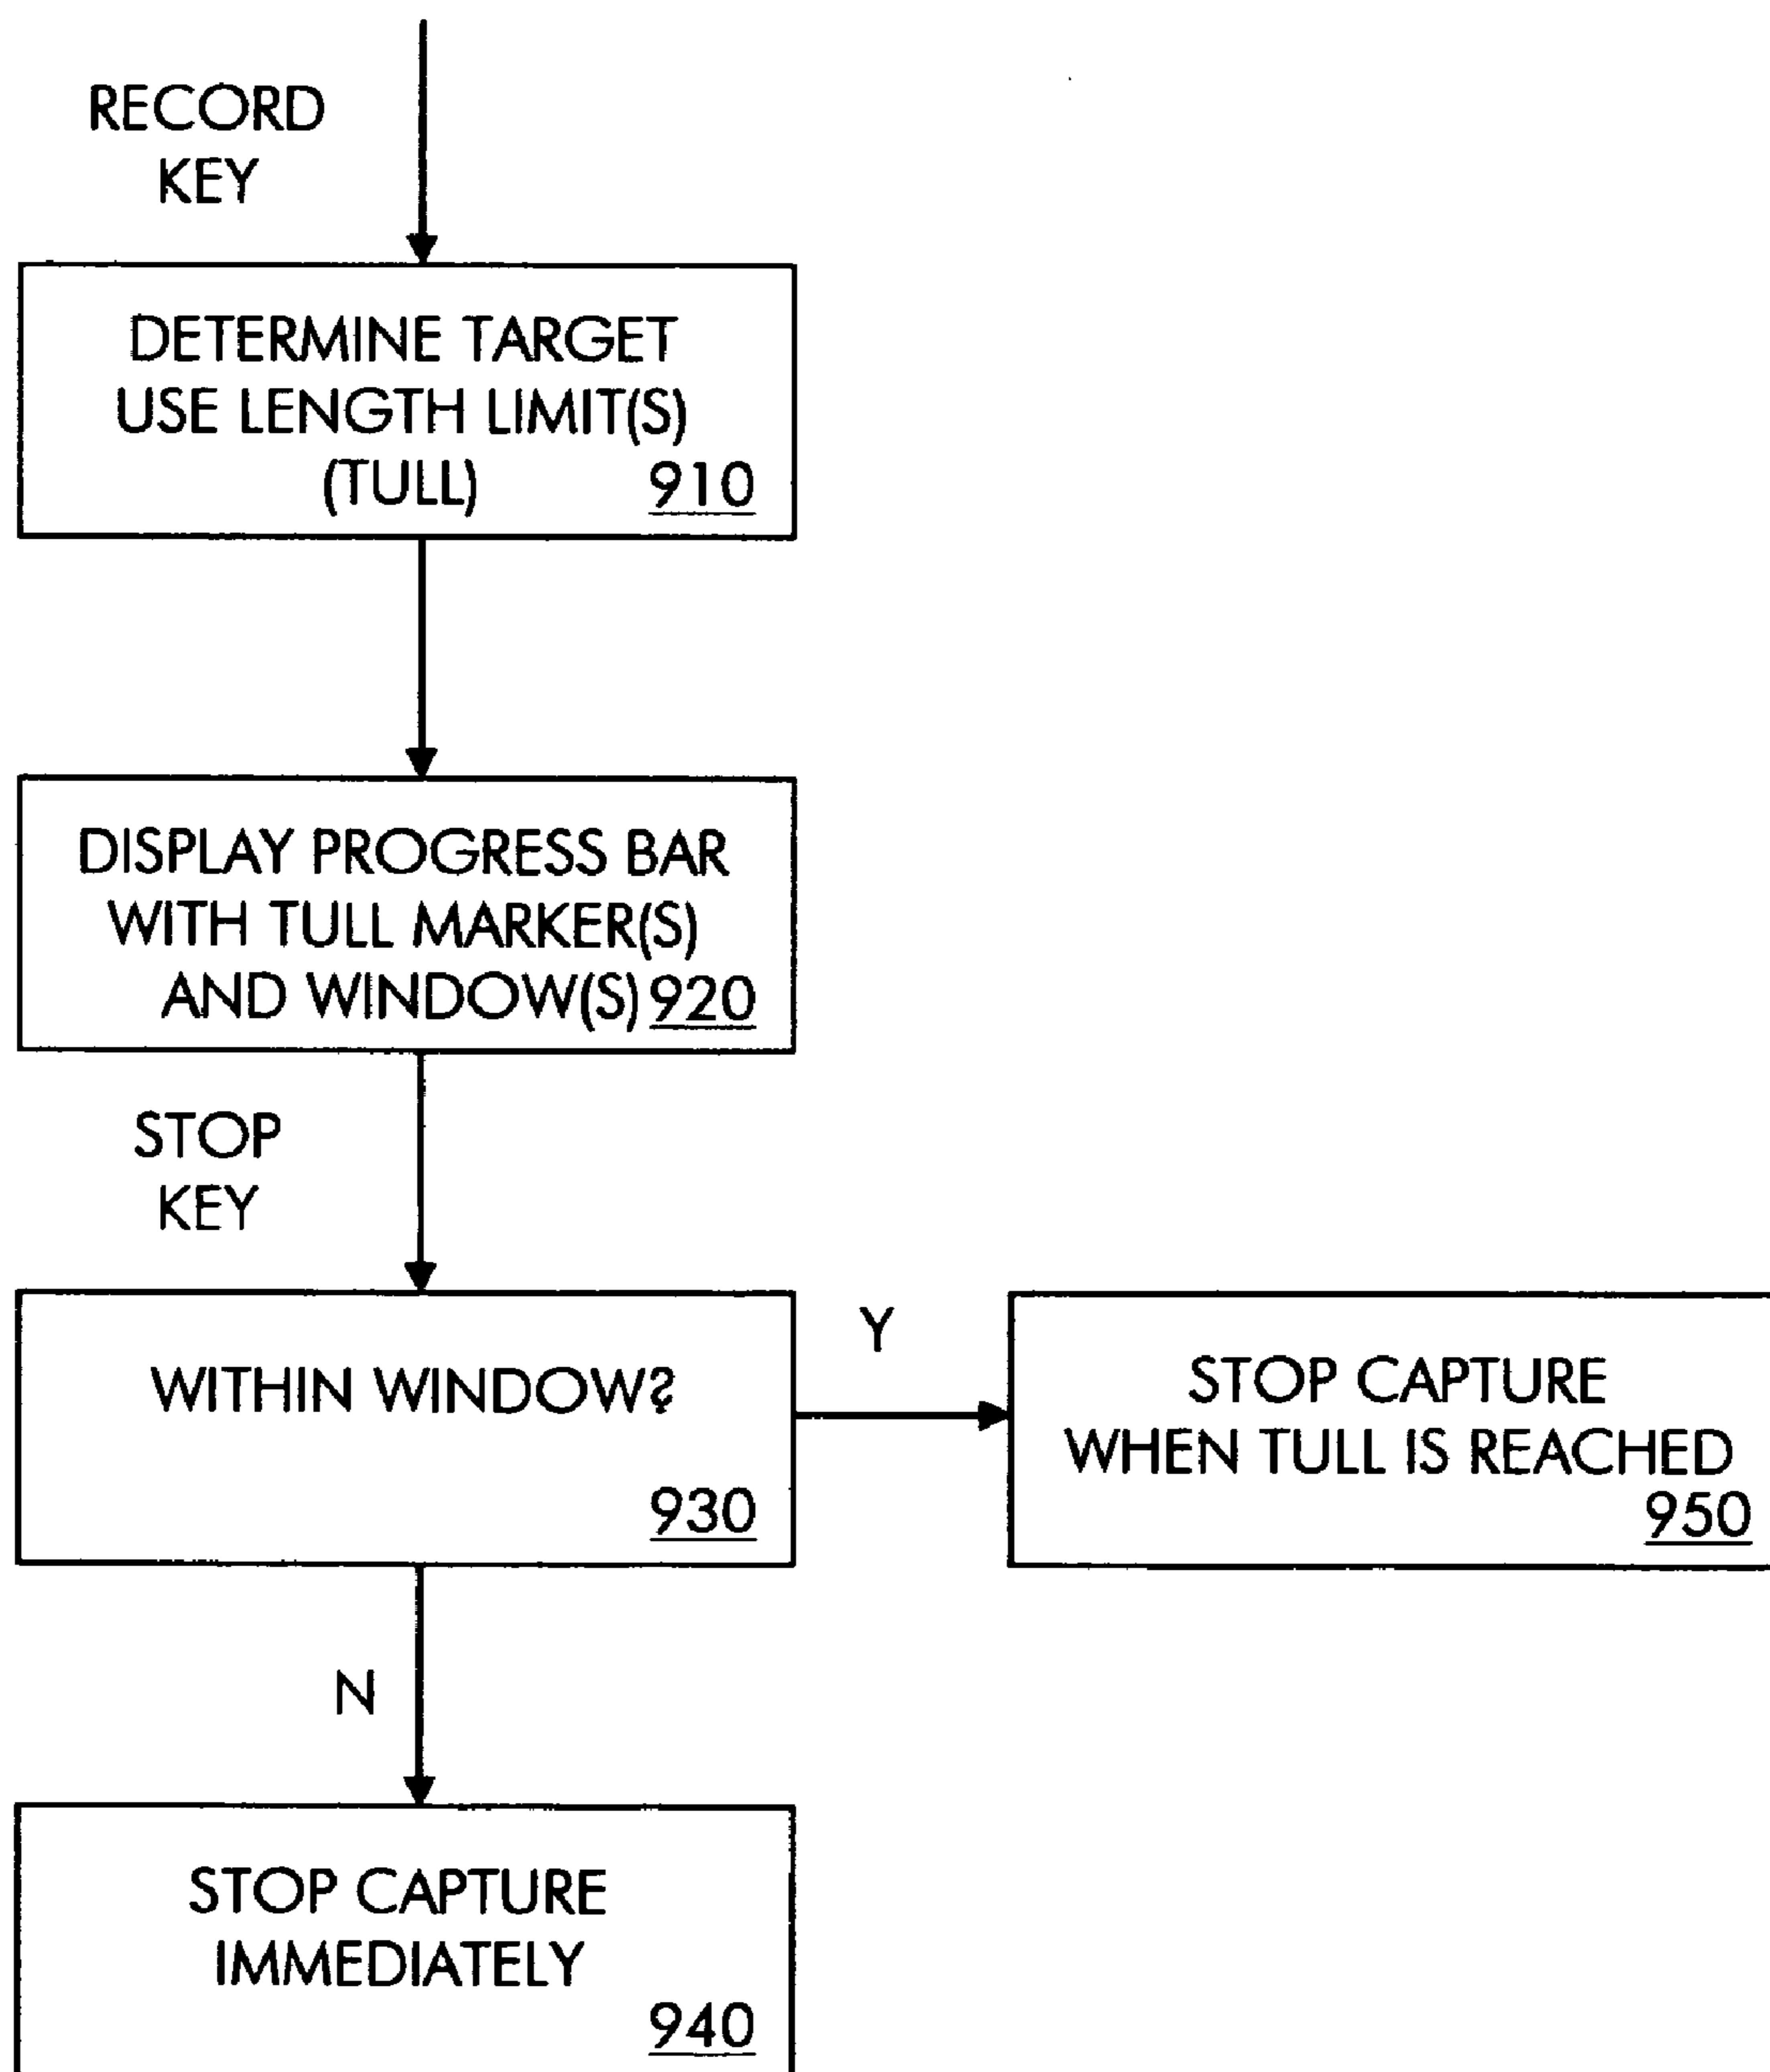 RECORD
KEY
DETERMINE TARGET
USE LENGTH LIMIT(S)
(TULL) 910
DISPLAY PROGRESS BAR
WITH TULL MARKER(S)
AND WINDOW(S) 920
STOP
KEY
WITHIN WINDOW?
930
Y
STOP CAPTURE
WHEN TULL IS REACHED
950
N
STOP CAPTURE
IMMEDIATELY
940